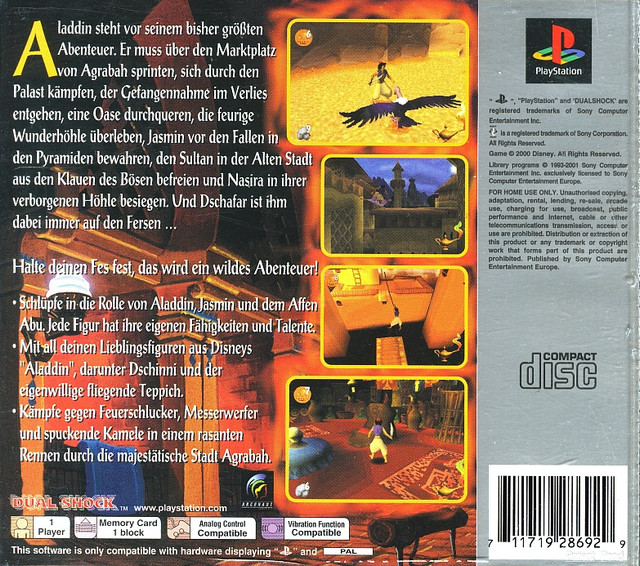 Aladdin steht vor seinem bisher größten
Abenteuer. Er muss über den Marktplatz
von Agrabah sprinten, sich durch den
Palast kämpfen, der Gefangennahme im Verlies
entgehen, eine Oase durchqueren, die feurige
Wunderhöhle überleben, Jasmin vor den Fallen in
den Pyramiden bewahren, den Sultan in der Alten Stadt
aus den Klauen des Bösen befreien und Nasira in ihrer
verborgenen Höhle besiegen. Und Dschafar ist ihm
dabei immer auf den Fersen ...
Halte deinen Fes fest, das wird ein wildes Abenteuer!
• Schlüpfe in die Rolle von Aladdin, Jasmin und dem Affen
Abu. Jede Figur hat ihre eigenen Fähigkeiten und Talente.
• Mit all deinen Lieblingsfiguren aus Disneys
"Aladdin", darunter Dschinni und der
eigenwillige fliegende Teppich.
• Kämpfe gegen Feuerschlucker, Messerwerfer
und spuckende Kamele in einem rasanten
Rennen durch die majestätische Stadt Agrabah.
DUAL SHOCK™ www.playstation.com
ARGONAUT
1
Player
Memory Card
1 block
Analog Control
Compatible
Vibration Function
Compatible
This software is only compatible with hardware displaying " " and PAL
PlayStation
" ", "PlayStation" and "DUALSHOCK" are
registered trademarks of Sony Computer
Entertainment Inc.
is a registered trademark of Sony Corporation.
All Rights Reserved.
Game © 2000 Disney. All Rights Reserved.
Library programs © 1993-2001 Sony Computer
Entertainment Inc. exclusively licensed to Sony
Computer Entertainment Europe.
FOR HOME USE ONLY. Unauthorised copying,
adaptation, rental, lending, re-sale, arcade
use, charging for use, broadcast, public
performance and internet, cable or other
telecommunications transmission, access or
use are prohibited. Distribution or extraction of
this product or any trademark or copyright
work that forms part of this product are
prohibited. Published by Sony Computer
Entertainment Europe.
COMPACT
disc
7 11719 28692 9